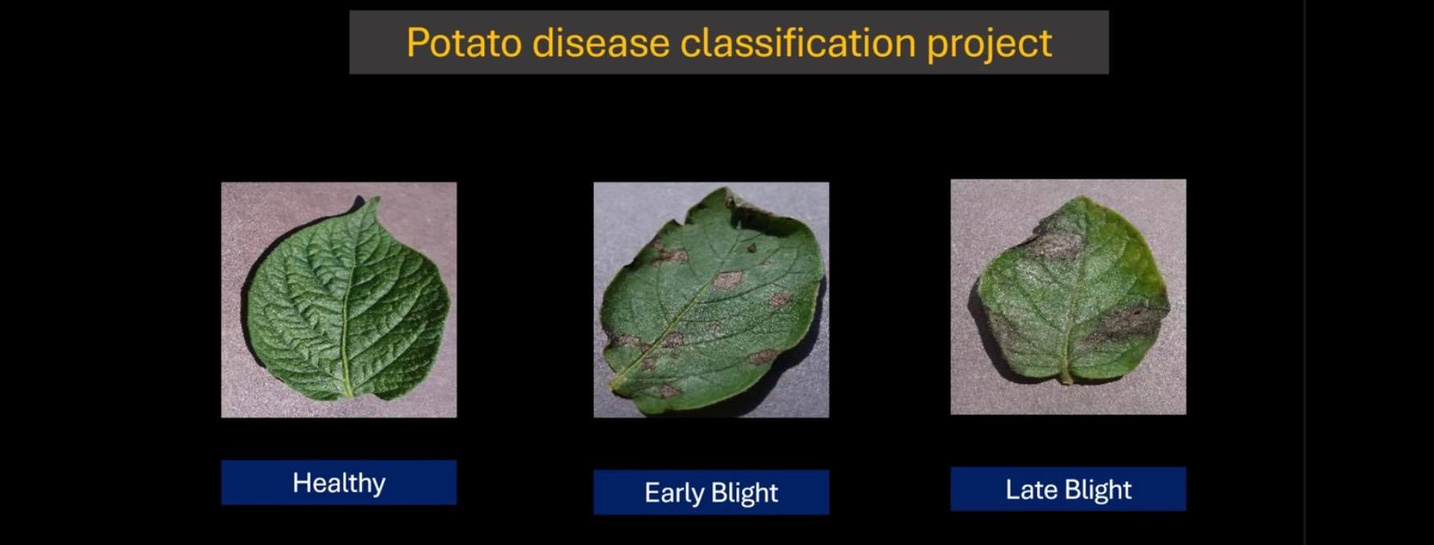 Potato disease classification project
Healthy
Early Blight
Late Blight